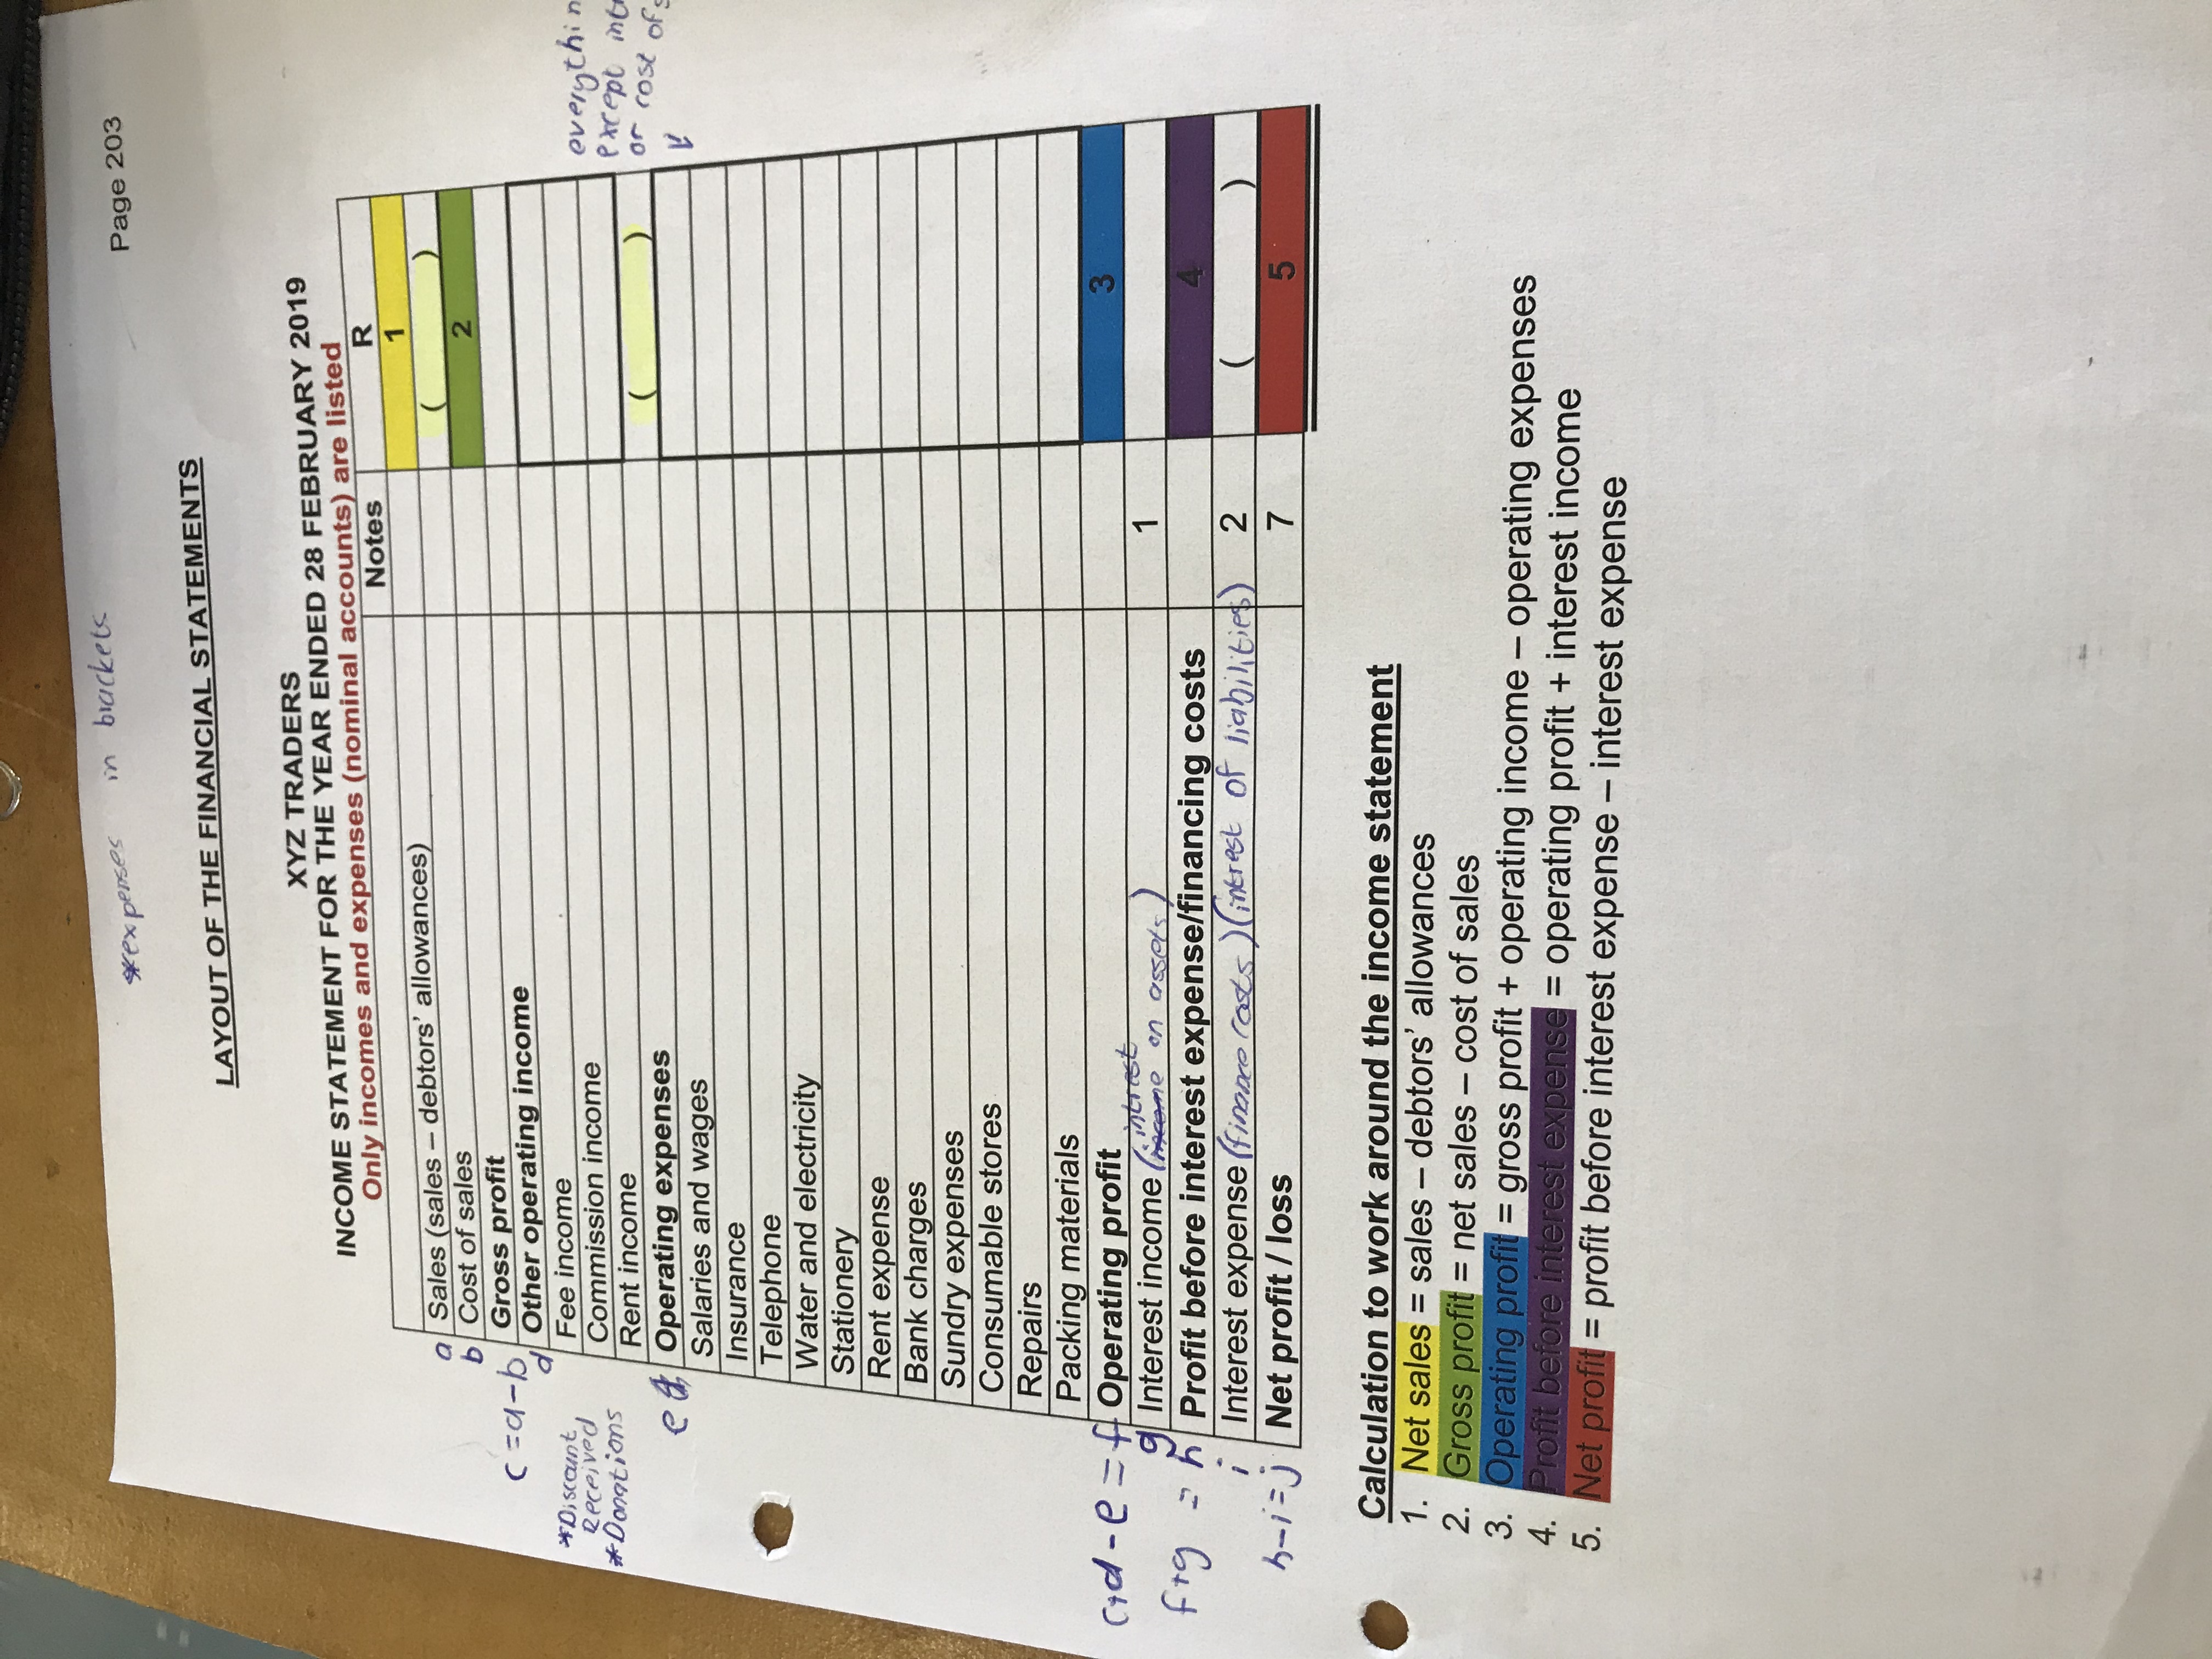 *expenses in brackets
Page 203
LAYOUT OF THE FINANCIAL STATEMENTS
XYZ TRADERS
INCOME STATEMENT FOR THE YEAR ENDED 28 FEBRUARY 2019
Only incomes and expenses (nominal accounts) are listed
Notes R
a Sales (sales – debtors' allowances) 1
b Cost of sales ( )
c = a - b Gross profit 2
d Other operating income
*Discount Received
*Donations
Fee income
Commission income
Rent income
everythin
except
or cost of s
e Operating expenses ( )
Salaries and wages
Insurance
Telephone
Water and electricity
Stationery
Rent expense
Bank charges
Sundry expenses
Consumable stores
Repairs
Packing materials
c+d - e = f Operating profit 3
g Interest income (intrest on assets) 1
f+g = h Profit before interest expense/financing costs 4
i Interest expense (finance costs) (intrest of liabilities) 2 ( )
h-i=j Net profit / loss 7 5
Calculation to work around the income statement
1. Net sales = sales – debtors' allowances
2. Gross profit = net sales – cost of sales
3. Operating profit = gross profit + operating income – operating expenses
4. Profit before interest expense = operating profit + interest income
5. Net profit = profit before interest expense – interest expense